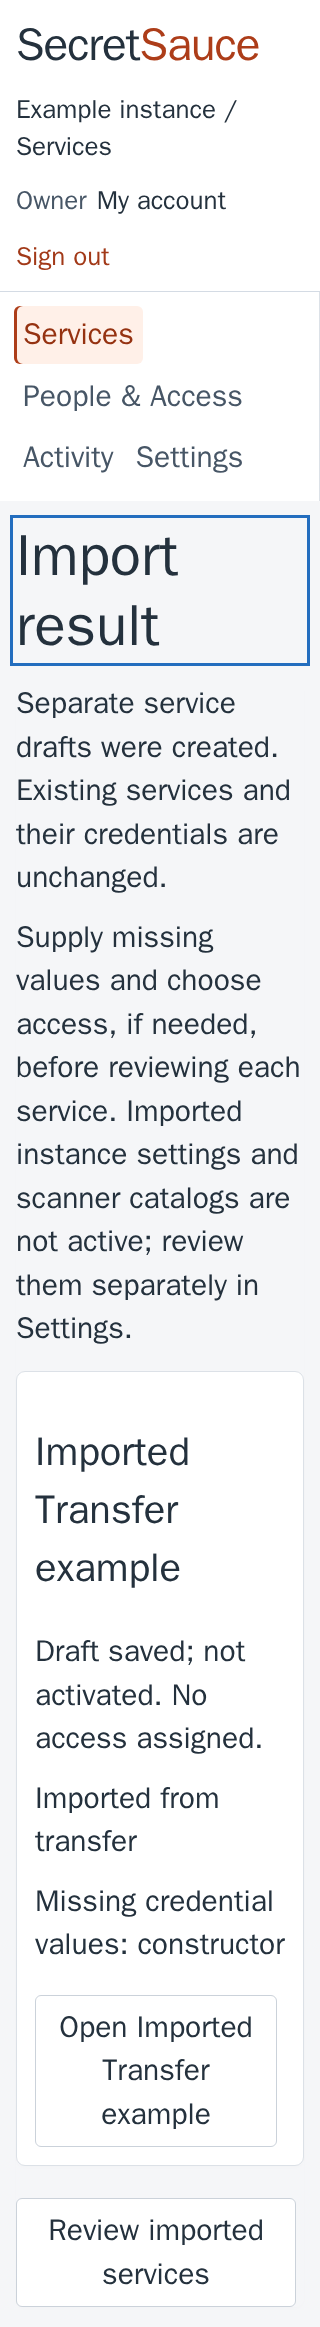 SecretSauce
Example instance /
Services
Owner My account
Sign out
Services
People & Access
Activity Settings
Import
result
Separate service
drafts were created.
Existing services and
their credentials are
unchanged.
Supply missing
values and choose
access, if needed,
before reviewing each
service. Imported
instance settings and
scanner catalogs are
not active; review
them separately in
Settings.
Imported
Transfer
example
Draft saved; not
activated. No
access assigned.
Imported from
transfer
Missing credential
values: constructor
Open Imported
Transfer
example
Review imported
services